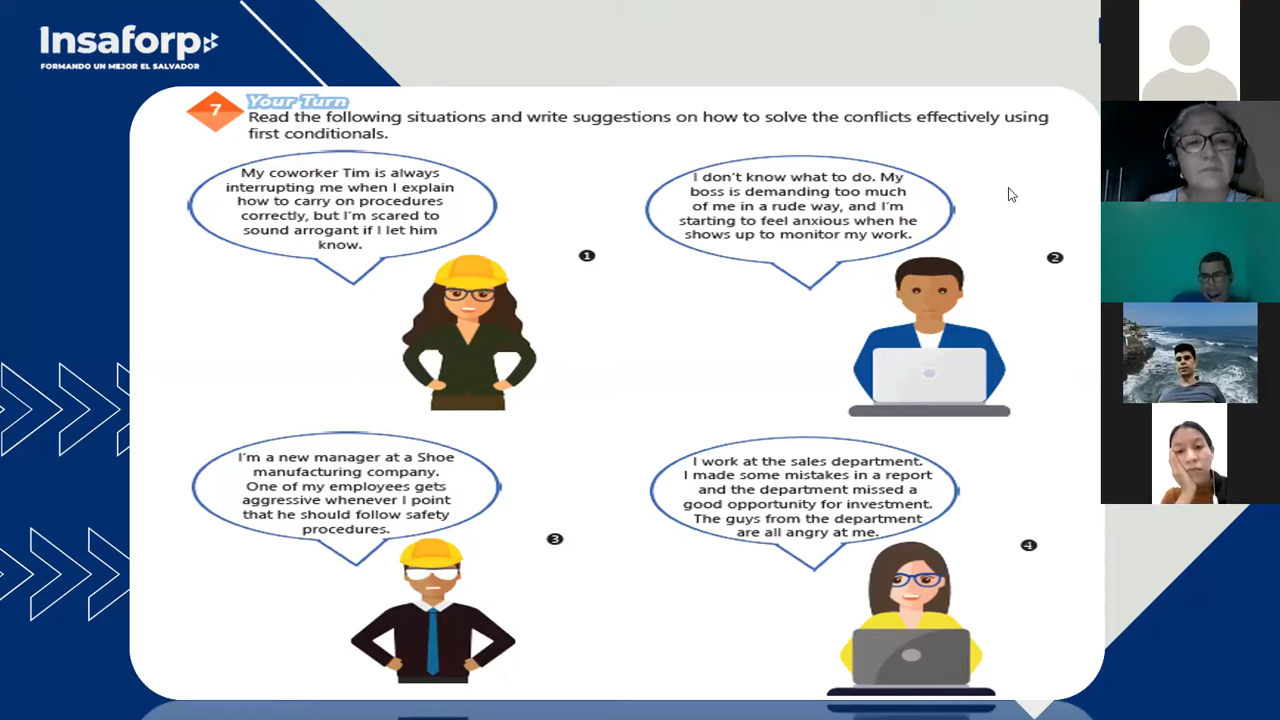 Insaforp
FORMANDO UN MEJOR EL SALVADOR
7
Your Turn
Read the following situations and write suggestions on how to solve the conflicts effectively using
first conditionals.
My coworker Tim is always
interrupting me when I explain
how to carry on procedures
correctly, but I'm scared to
sound arrogant if I let him
know.
1
I don't know what to do. My
boss is demanding too much
of me in a rude way, and I'm
starting to feel anxious when he
shows up to monitor my work.
2
I'm a new manager at a Shoe
manufacturing company.
One of my employees gets
aggressive whenever I point
that he should follow safety
procedures.
3
I work at the sales department.
I made some mistakes in a report
and the department missed a
good opportunity for investment.
The guys from the department
are all angry at me.
4